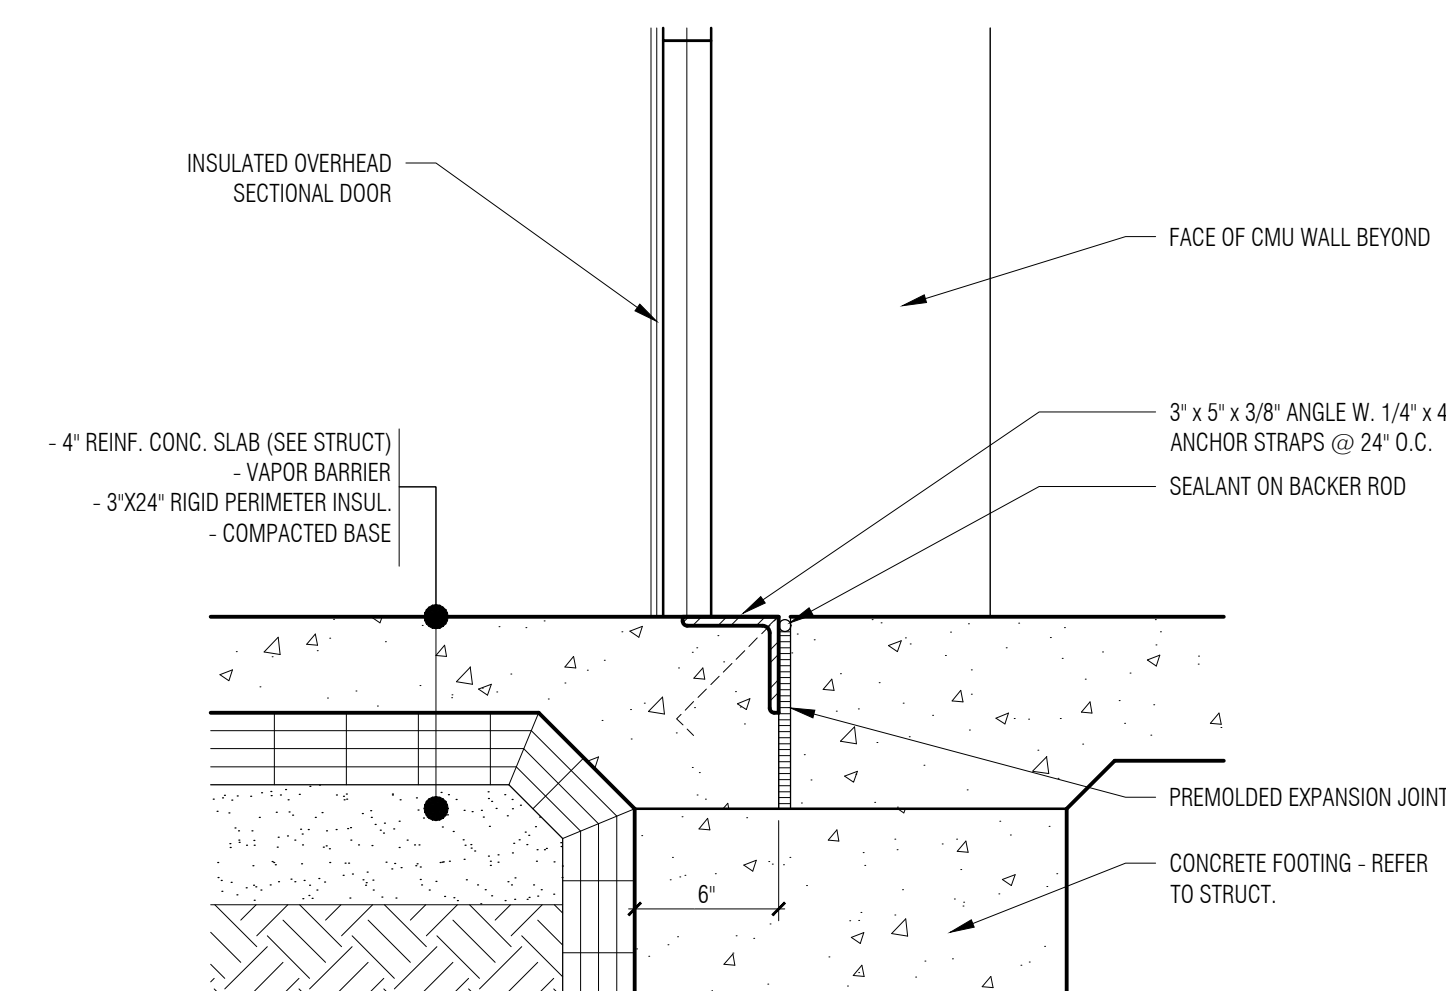 INSULATED OVERHEAD
SECTIONAL DOOR
FACE OF CMU WALL BEYOND
3" x 5" x 3/8" ANGLE W. 1/4" x 4
ANCHOR STRAPS @ 24" O.C.
SEALANT ON BACKER ROD
- 4" REINF. CONC. SLAB (SEE STRUCT)
- VAPOR BARRIER
- 3"X24" RIGID PERIMETER INSUL.
- COMPACTED BASE
PREMOLDED EXPANSION JOINT
CONCRETE FOOTING - REFER
TO STRUCT.
6"